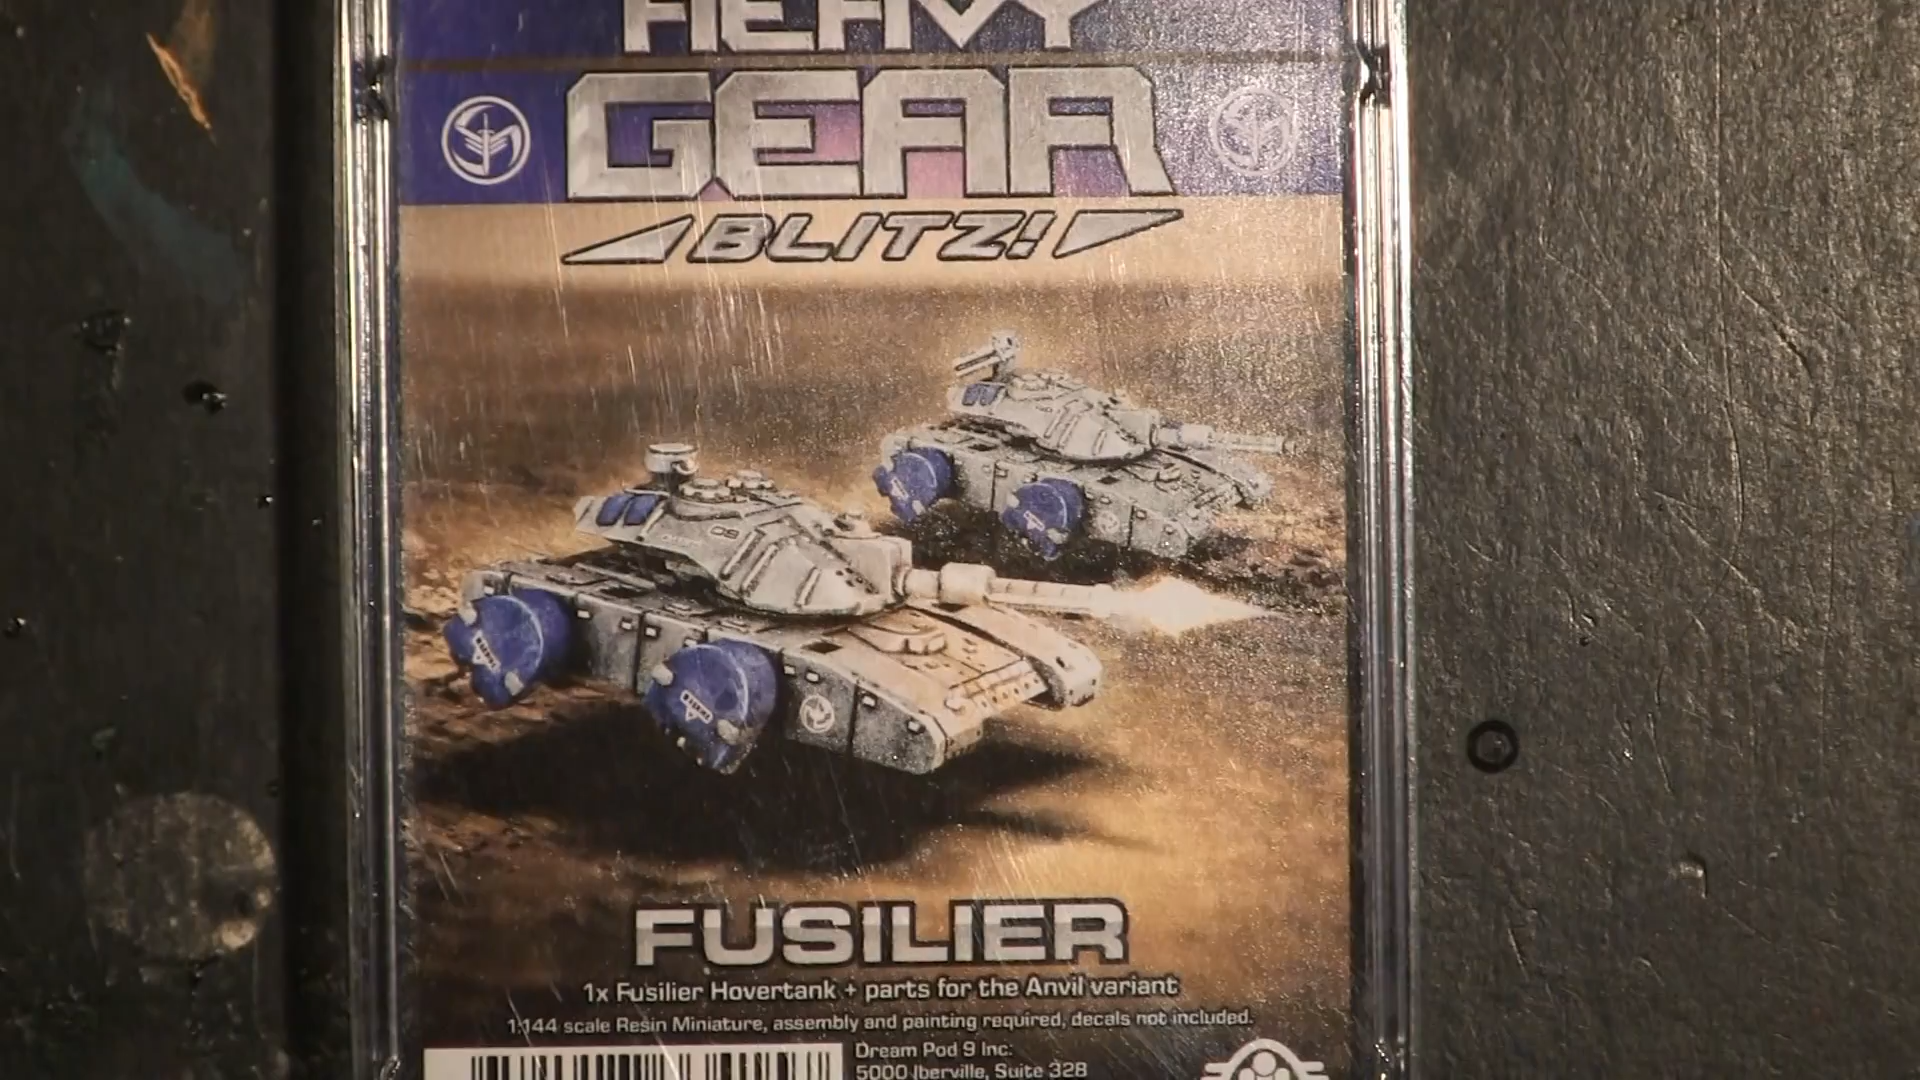 HEAVY
GEAR
BLITZ!
FUSILIER
1x Fusilier Hovertank + parts for the Anvil variant
1:144 scale Resin Miniature, assembly and painting required, decals not included.
Dream Pod 9 Inc.
5000 Iberville, Suite 328